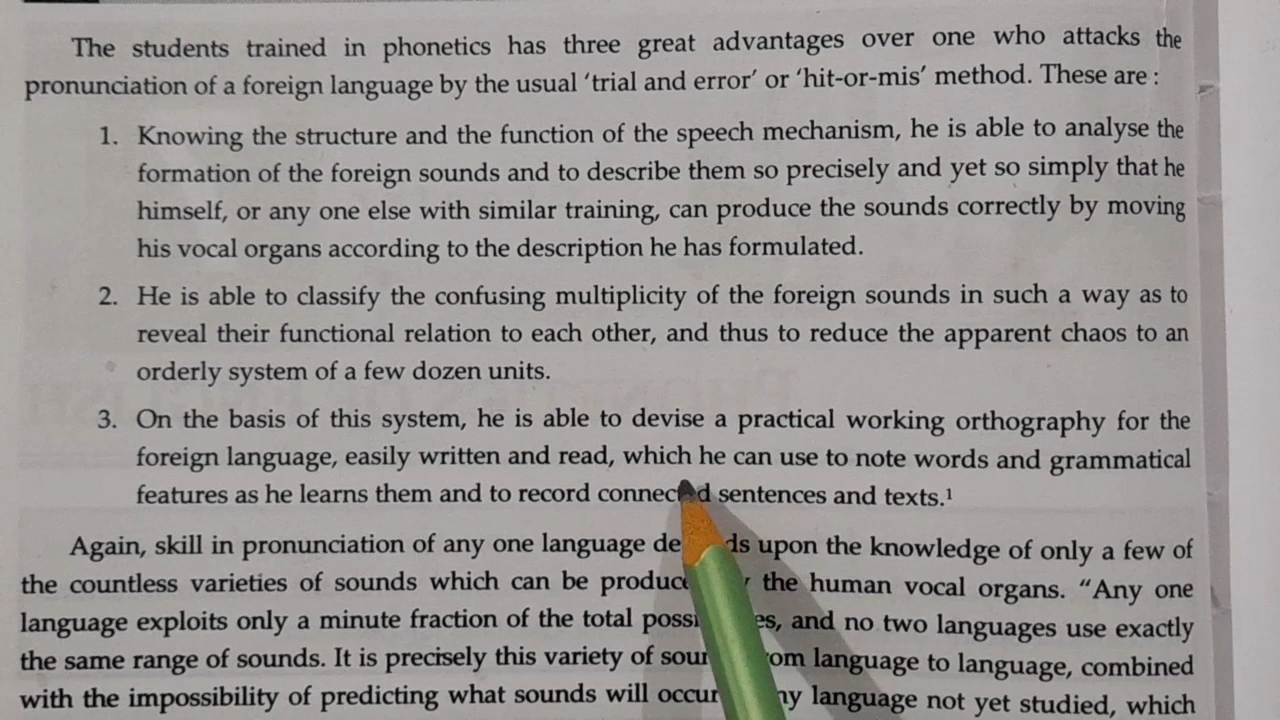 The students trained in phonetics has three great advantages over one who attacks the
pronunciation of a foreign language by the usual ‘trial and error’ or ‘hit-or-mis’ method. These are :
1. Knowing the structure and the function of the speech mechanism, he is able to analyse the
formation of the foreign sounds and to describe them so precisely and yet so simply that he
himself, or any one else with similar training, can produce the sounds correctly by moving
his vocal organs according to the description he has formulated.
2. He is able to classify the confusing multiplicity of the foreign sounds in such a way as to
reveal their functional relation to each other, and thus to reduce the apparent chaos to an
orderly system of a few dozen units.
3. On the basis of this system, he is able to devise a practical working orthography for the
foreign language, easily written and read, which he can use to note words and grammatical
features as he learns them and to record connected sentences and texts.¹
Again, skill in pronunciation of any one language upon the knowledge of only a few of
the countless varieties of sounds which can be the human vocal organs. “Any one
language exploits only a minute fraction of the total and no two languages use exactly
the same range of sounds. It is precisely this variety of language to language, combined
with the impossibility of predicting what sounds will occur language not yet studied, which